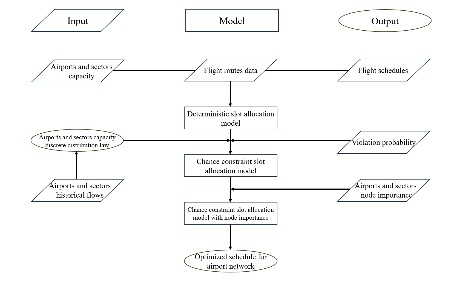 Input
Model
Output
Airports and sectors
capacity
Flight routes data
Flight schedules
Deterministic slot allocation
model
Airports and sectors capacity
discrete distribution law
Violation probability
Chance constraint slot
allocation model
Airports and sectors
historical flows
Airports and sectors
node importance
Chance constraint slot allocation
model with node importance
Optimized schedule for
airport network